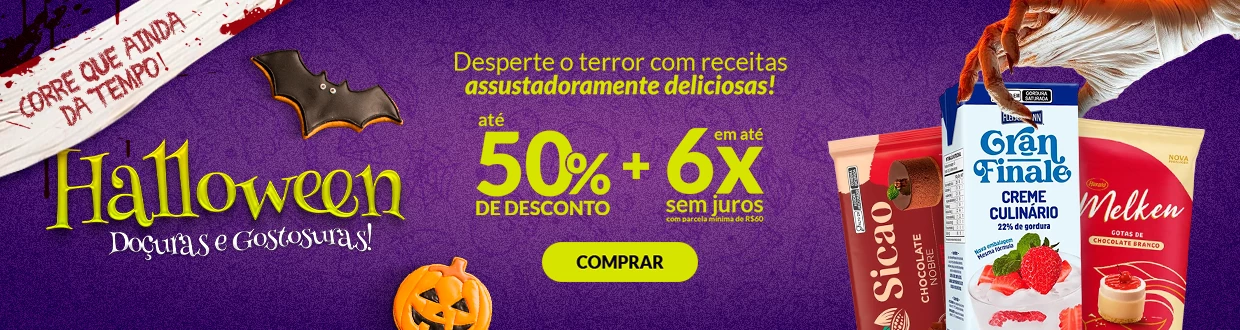 CORRE QUE AINDA
DA TEMPO!
Halloween
Doçuras e Gostosuras!
Desperte o terror com receitas
assustadoramente deliciosas!
até
50%
DE DESCONTO
+
em até
6x
sem juros
com parcela mínima de R$60
COMPRAR
Sicao
CHOCOLATE
NOBRE
GORDURA
SATURADA
Gran
Finale
CREME
CULINÁRIO
22% de gordura
Nova embalagem
Mesma fórmula
NOVA
Harald
Melken
GOTAS DE
CHOCOLATE BRANCO